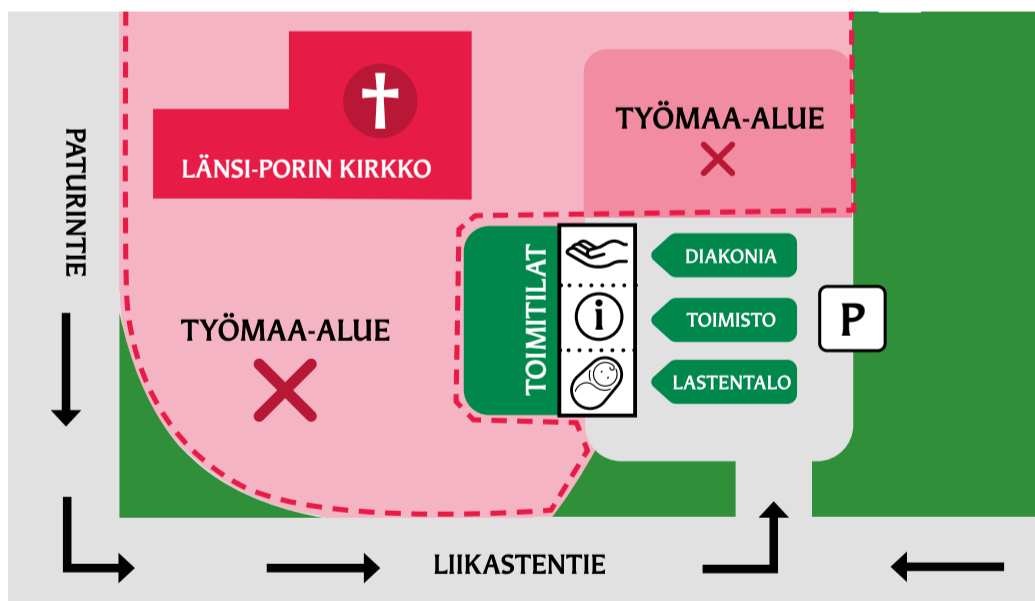 PATURINTIE
LÄNSI-PORIN KIRKKO
TYÖMAA-ALUE
TYÖMAA-ALUE
TOIMITILAT
i
DIAKONIA
TOIMISTO
LASTENTALO
P
LIIKASTENTIE